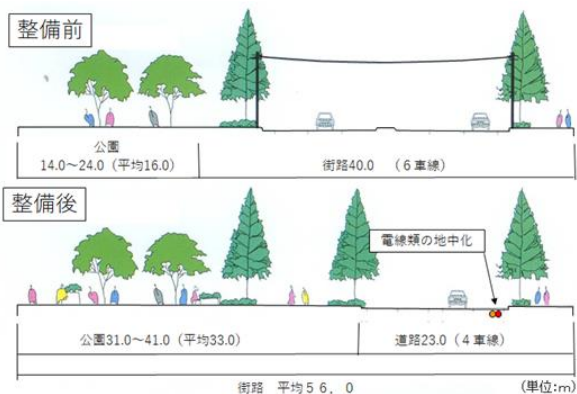 整備前
公園
14.0～24.0（平均16.0）
街路40.0　（６車線）
整備後
電線類の地中化
公園31.0～41.0（平均33.0）
道路23.0（４車線）
街路　平均５６．０
(単位:m)